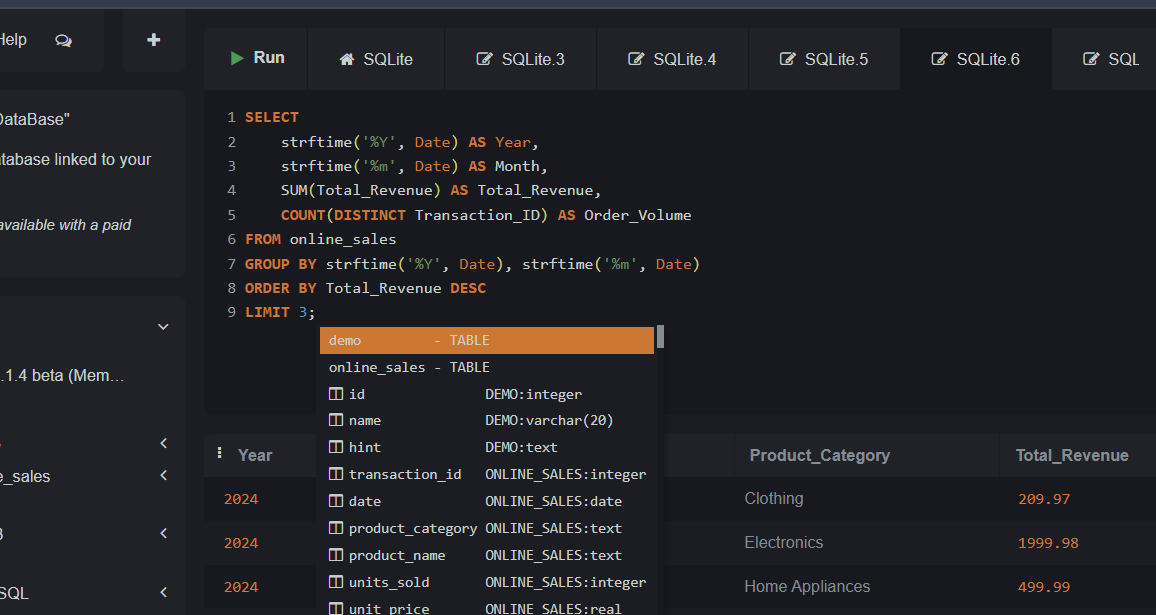 Help
Run
SQLite
SQLite.3
SQLite.4
SQLite.5
SQLite.6
SQL
DataBase"
atabase linked to your
available with a paid
.1.4 beta (Mem…
e_sales
3
SQL
1 SELECT
2 strftime('%Y', Date) AS Year,
3 strftime('%m', Date) AS Month,
4 SUM(Total_Revenue) AS Total_Revenue,
5 COUNT(DISTINCT Transaction_ID) AS Order_Volume
6 FROM online_sales
7 GROUP BY strftime('%Y', Date), strftime('%m', Date)
8 ORDER BY Total_Revenue DESC
9 LIMIT 3;
demo - TABLE
online_sales - TABLE
id DEMO:integer
name DEMO:varchar(20)
hint DEMO:text
transaction_id ONLINE_SALES:integer
date ONLINE_SALES:date
product_category ONLINE_SALES:text
product_name ONLINE_SALES:text
units_sold ONLINE_SALES:integer
unit_price ONLINE_SALES:real
Year Product_Category Total_Revenue
2024 Clothing 209.97
2024 Electronics 1999.98
2024 Home Appliances 499.99